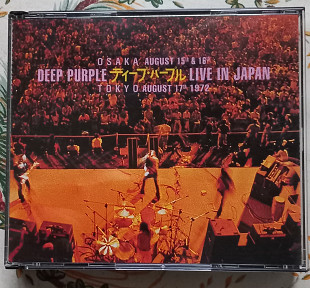 OSAKA AUGUST 15th & 16th
DEEP PURPLE ディープ・パープル LIVE IN JAPAN
TOKYO AUGUST 17th 1972